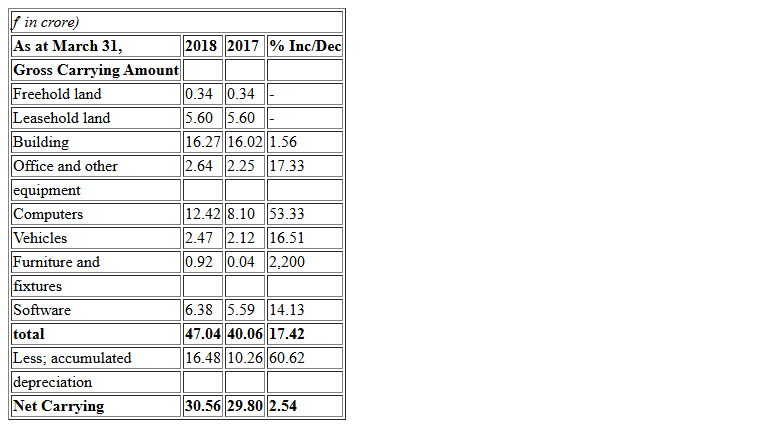 ƒ in crore)
As at March 31, 2018 2017 % Inc/Dec
Gross Carrying Amount
Freehold land 0.34 0.34 -
Leasehold land 5.60 5.60 -
Building 16.27 16.02 1.56
Office and other 2.64 2.25 17.33
equipment
Computers 12.42 8.10 53.33
Vehicles 2.47 2.12 16.51
Furniture and 0.92 0.04 2,200
fixtures
Software 6.38 5.59 14.13
total 47.04 40.06 17.42
Less; accumulated 16.48 10.26 60.62
depreciation
Net Carrying 30.56 29.80 2.54